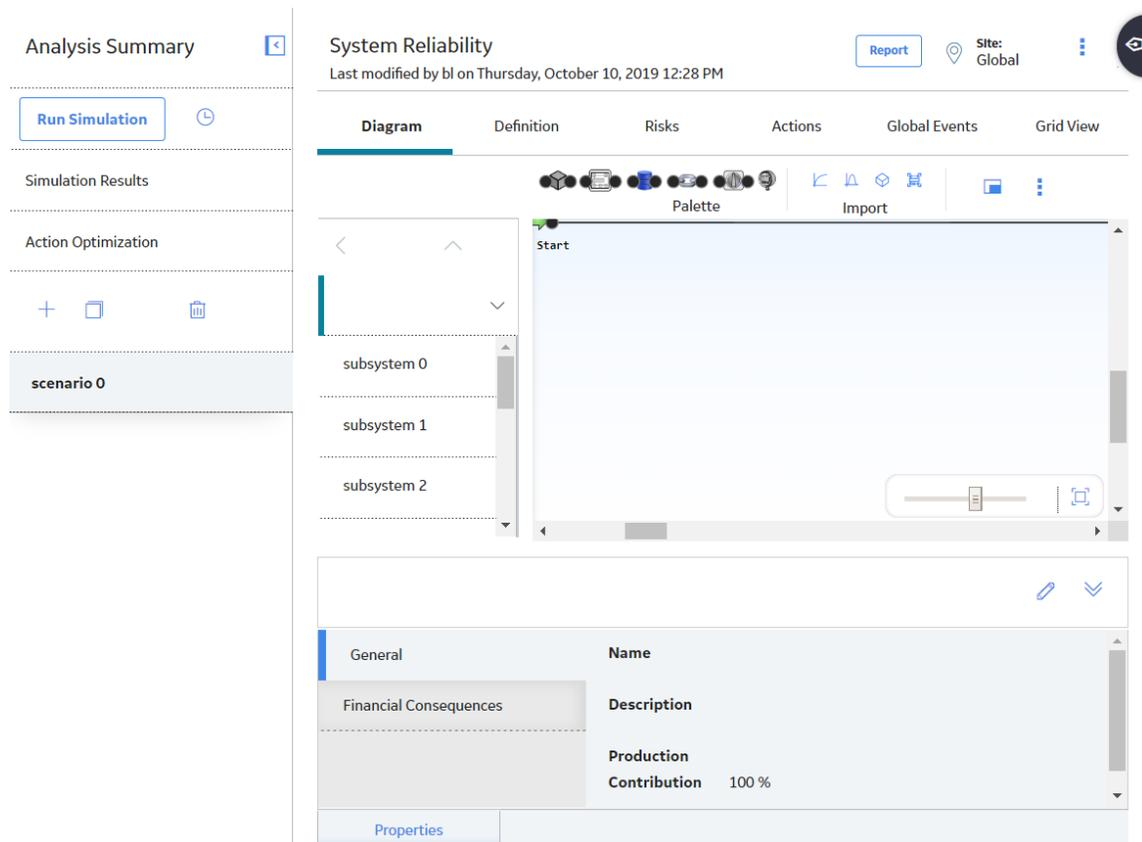 Analysis Summary
Run Simulation
Simulation Results
Action Optimization
scenario 0
System Reliability
Last modified by bl on Thursday, October 10, 2019 12:28 PM
Report
Site:
Global
Diagram Definition Risks Actions Global Events Grid View
Palette Import
Start
subsystem 0
subsystem 1
subsystem 2
General
Financial Consequences
Name
Description
Production
Contribution 100 %
Properties